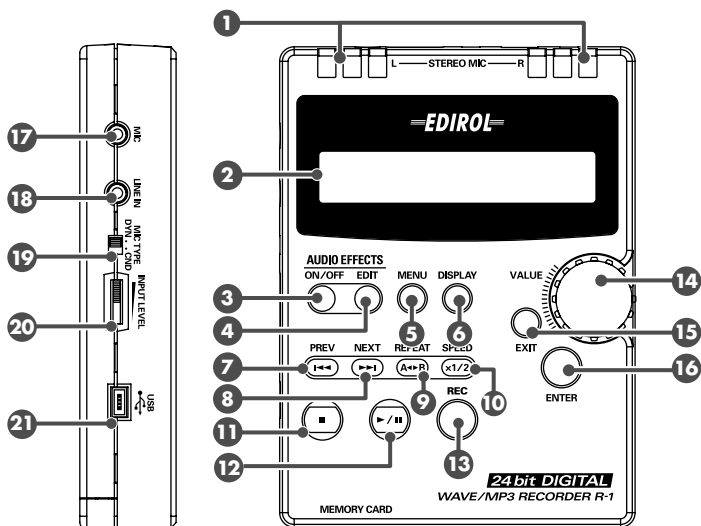 1
L STEREO MIC R
EDIROL
2
AUDIO EFFECTS
ON/OFF EDIT MENU DISPLAY VALUE
3
4
5
6
14
15
EXIT
16
ENTER
PREV NEXT REPEAT SPEED
7
A◄►B
×1/2
8
9
10
REC
11
12
13
24 bit DIGITAL
WAVE/MP3 RECORDER R-1
MEMORY CARD
17
MIC
18
LINE IN
19
MIC TYPE
DYN. CND
20
INPUT LEVEL
21
USB